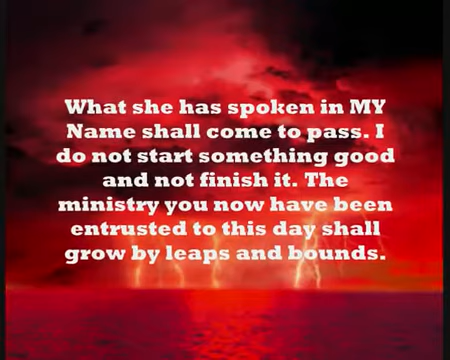 What she has spoken in MY
Name shall come to pass. I
do not start something good
and not finish it. The
ministry you now have been
entrusted to this day shall
grow by leaps and bounds.